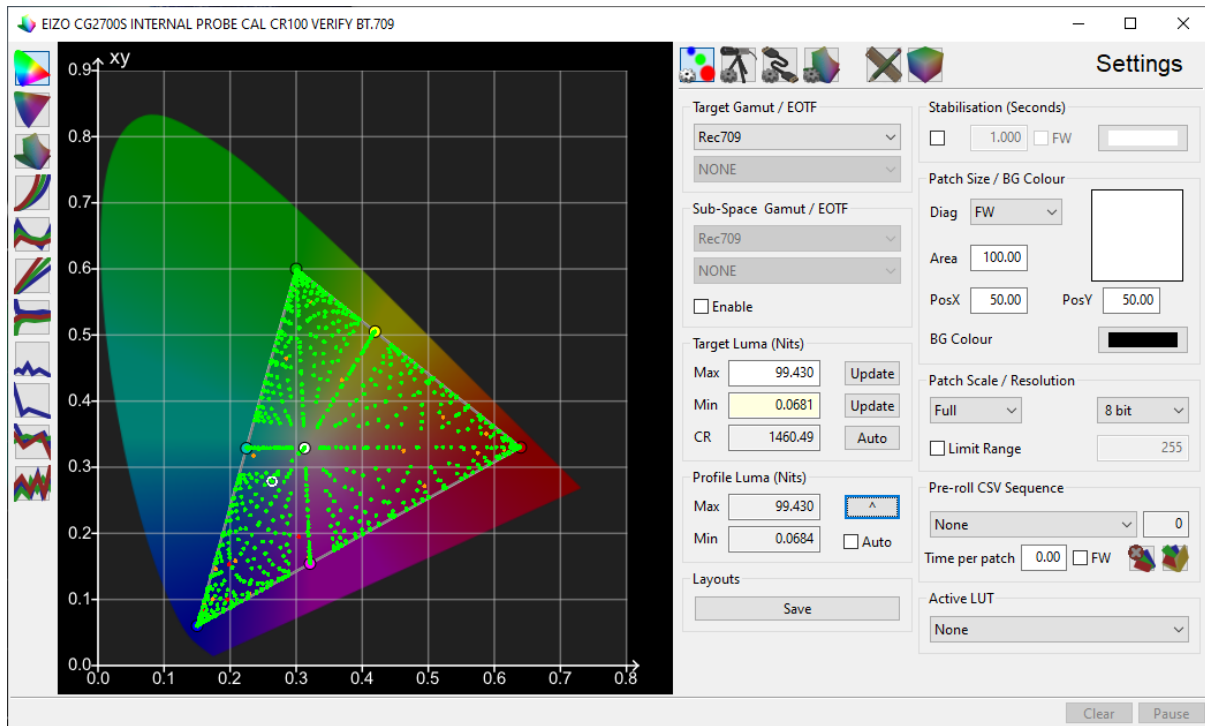 EIZO CG2700S INTERNAL PROBE CAL CR100 VERIFY BT.709
xy
0.9
0.8
0.7
0.6
0.5
0.4
0.3
0.2
0.1
0.0
0.0 0.1 0.2 0.3 0.4 0.5 0.6 0.7 0.8
Settings
Target Gamut / EOTF
Rec709
NONE
Sub-Space Gamut / EOTF
Rec709
NONE
Enable
Target Luma (Nits)
Max 99.430 Update
Min 0.0681 Update
CR 1460.49 Auto
Profile Luma (Nits)
Max 99.430 ^
Min 0.0684 Auto
Layouts
Save
Stabilisation (Seconds)
1.000 FW
Patch Size / BG Colour
Diag FW
Area 100.00
PosX 50.00 PosY 50.00
BG Colour
Patch Scale / Resolution
Full 8 bit
Limit Range 255
Pre-roll CSV Sequence
None 0
Time per patch 0.00 FW
Active LUT
None
Clear Pause